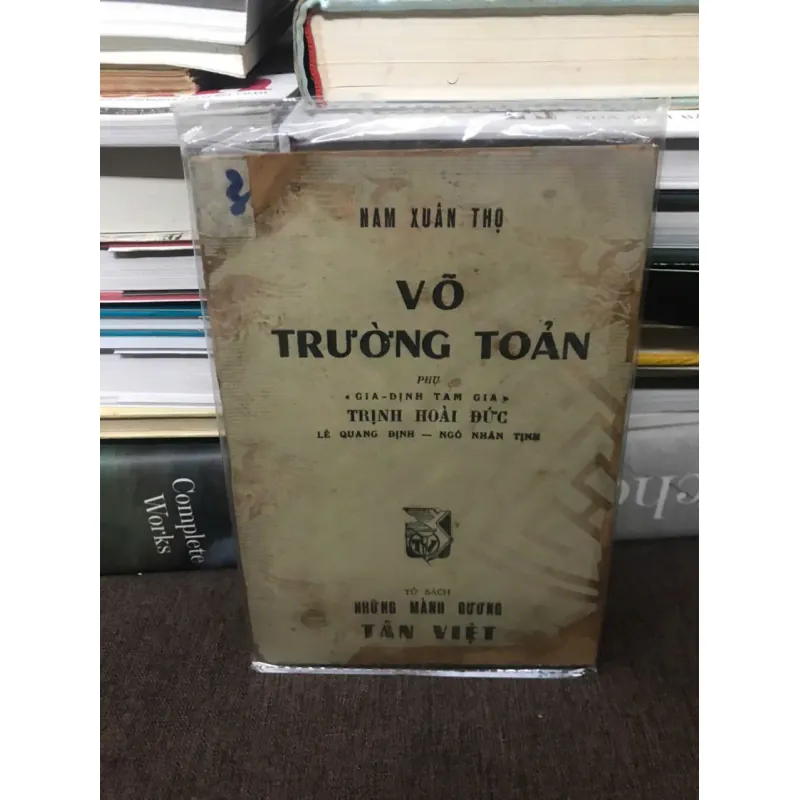 NAM XUÂN THỌ
VÕ
TRƯỜNG TOẢN
PHỤ
« GIA-ĐỊNH TAM GIA »
TRỊNH HOÀI ĐỨC
LÊ QUANG ĐỊNH — NGÔ NHÂN TỊNH
TV
TỦ SÁCH
NHỮNG MẢNH GƯƠNG
TÂN VIỆT
Complete
Works